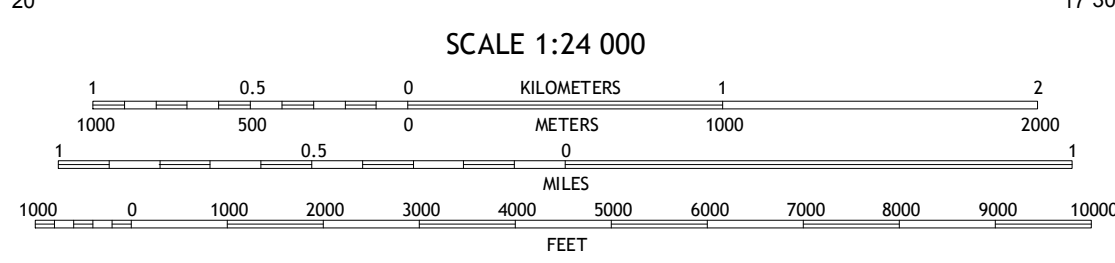 20 17 30
SCALE 1:24 000
1 0.5 0 KILOMETERS 1 2
1000 500 0 METERS 1000 2000
1 0.5 0 1
MILES
1000 0 1000 2000 3000 4000 5000 6000 7000 8000 9000 10000
FEET